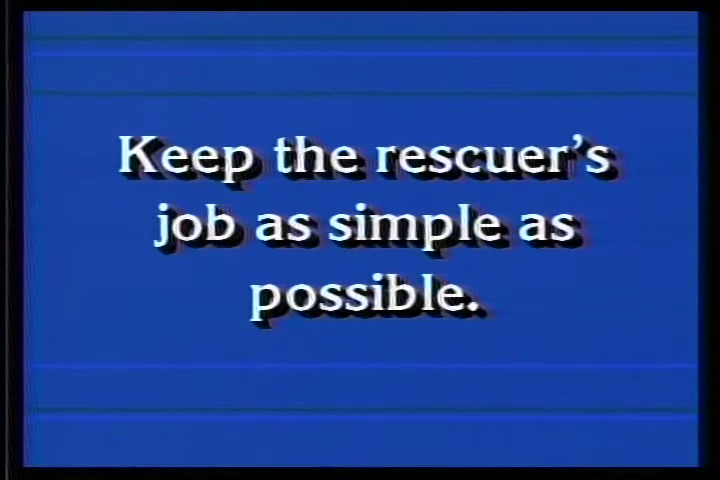 Keep the rescuer's
job as simple as
possible.